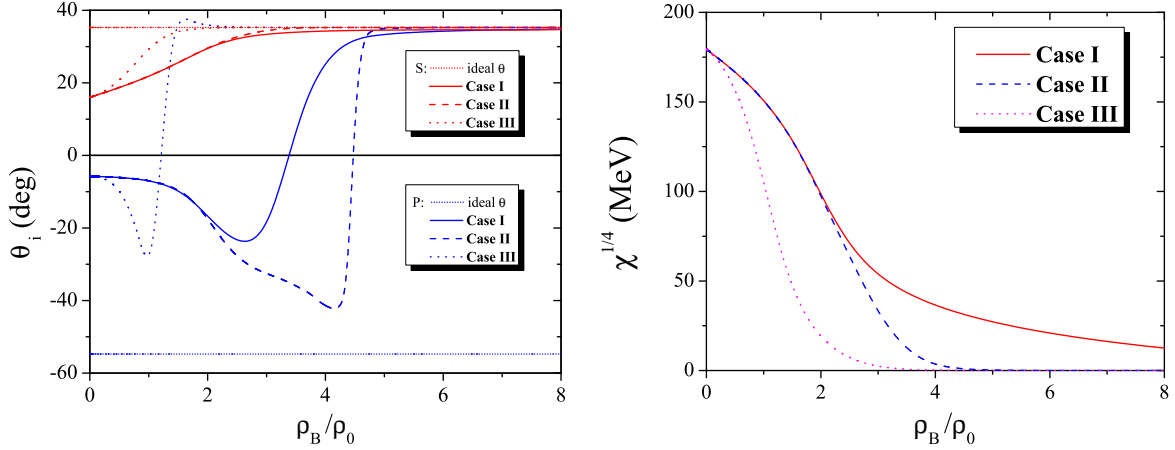 40
20
0
-20
-40
-60
θi (deg)
S: ideal θ
Case I
Case II
Case III
P: ideal θ
Case I
Case II
Case III
0 2 4 6 8
ρB/ρ0
200
150
100
50
0
χ1/4 (MeV)
Case I
Case II
Case III
0 2 4 6 8
ρB/ρ0